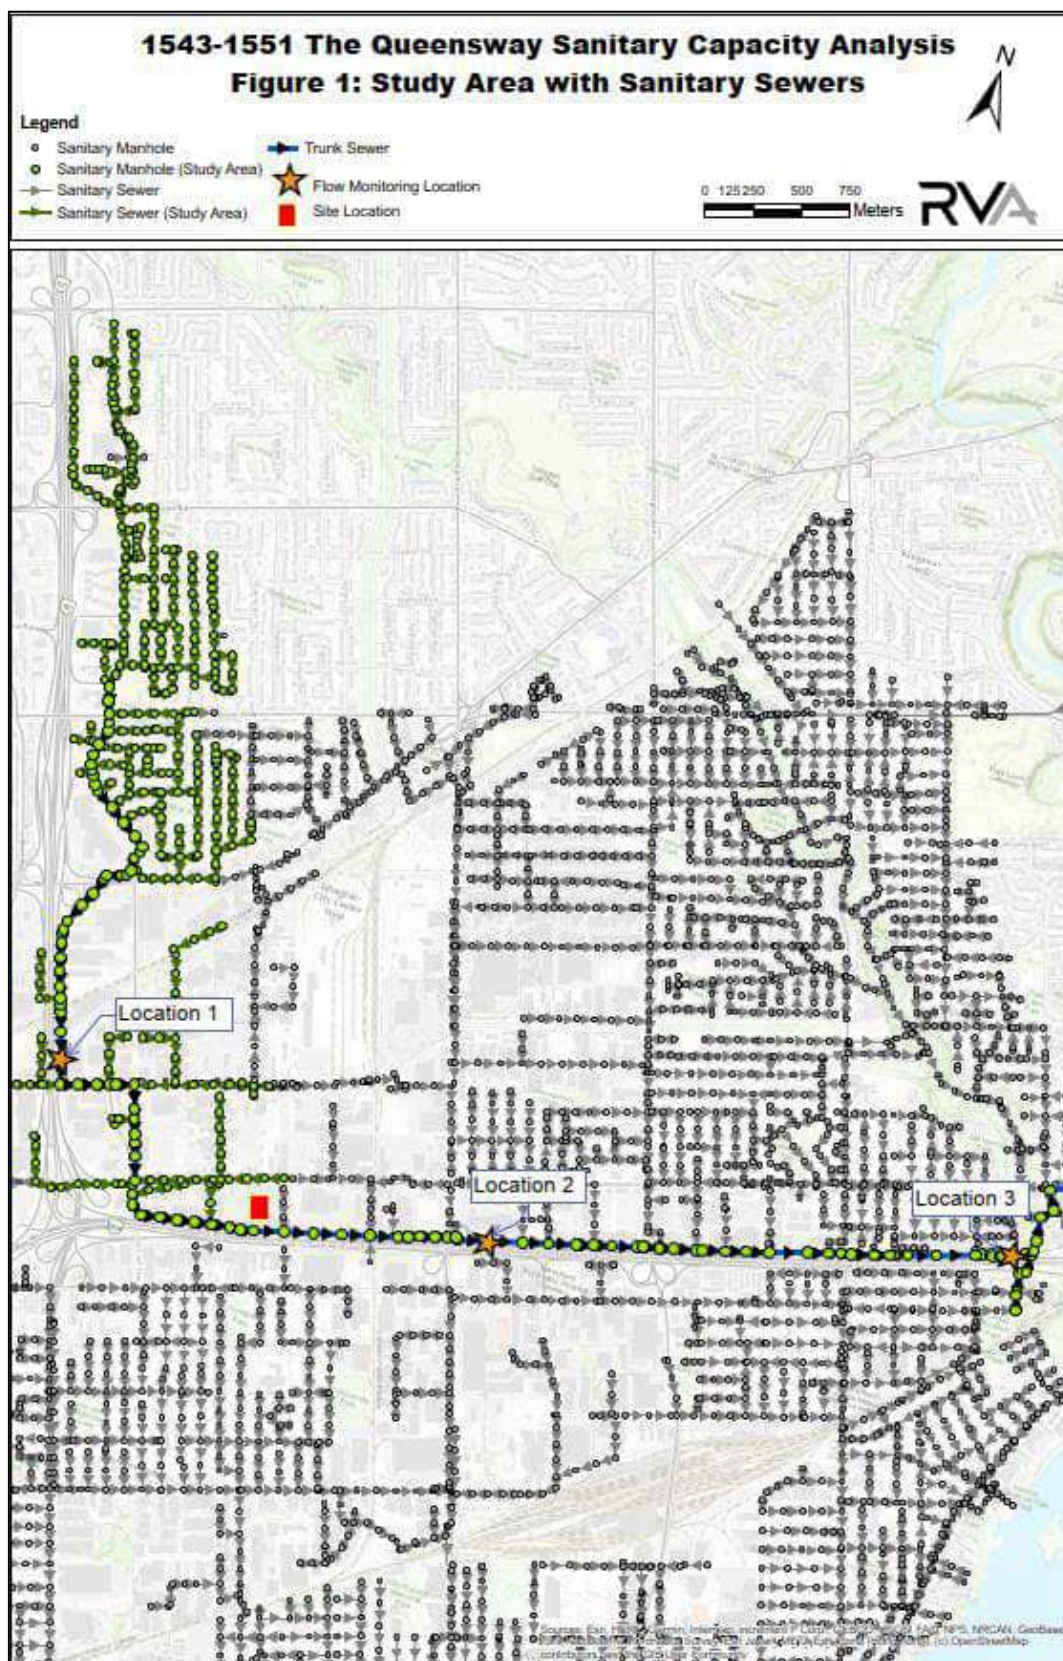 1543-1551 The Queensway Sanitary Capacity Analysis
Figure 1: Study Area with Sanitary Sewers
N
Legend
Sanitary Manhole
Sanitary Manhole (Study Area)
Sanitary Sewer
Sanitary Sewer (Study Area)
Trunk Sewer
Flow Monitoring Location
Site Location
0 125 250 500 750
Meters
RVA
Location 1
Location 2
Location 3
Sources: Esri,